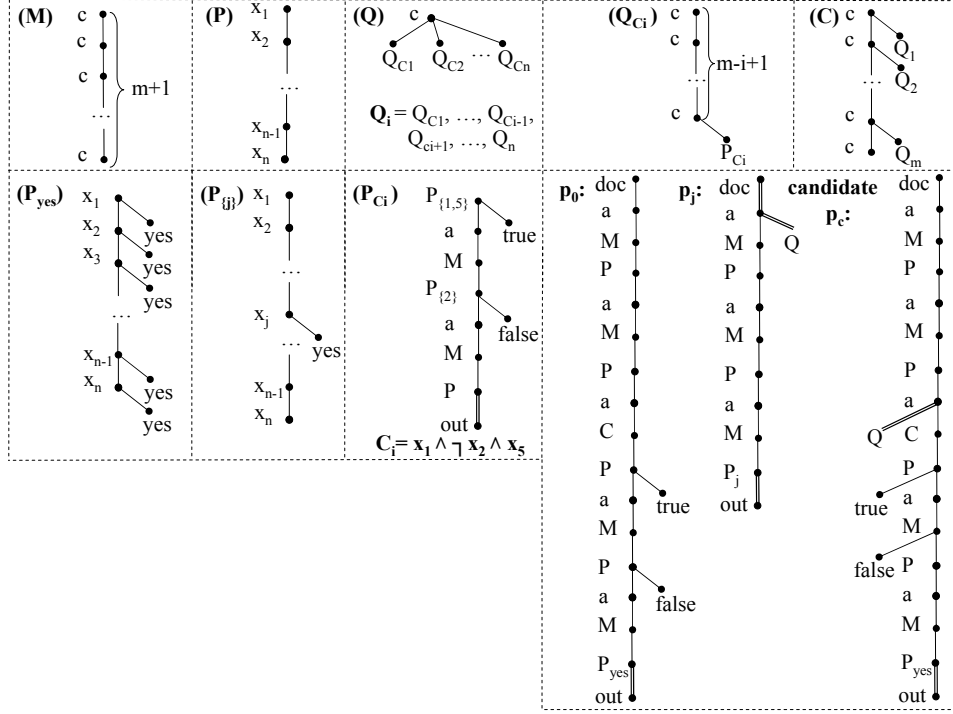 (M)
c
c
c
...
c
m+1
(P)
x1
x2
...
xn-1
xn
(Q)
c
QC1 QC2 ... QCn
Qi = QC1, ..., QCi-1,
Qci+1, ..., Qn
(QCi)
c
c
...
c
m-i+1
PCi
(C)
c
Q1
c
Q2
...
c
Qm
c
(Pyes)
x1
yes
x2
yes
x3
yes
...
xn-1
yes
xn
yes
(P{j})
x1
x2
...
xj
yes
...
xn-1
xn
(PCi)
P{1,5}
true
a
M
P{2}
false
a
M
P
out
Ci= x1 ^ ┐ x2 ^ x5
p0:
doc
a
M
P
a
M
P
a
C
P
true
a
M
P
false
a
M
Pyes
out
pj:
doc
a
Q
M
P
a
M
P
a
M
Pj
out
candidate
pc:
doc
a
M
P
a
M
P
a
Q
C
P
true
a
M
false
P
a
M
Pyes
out